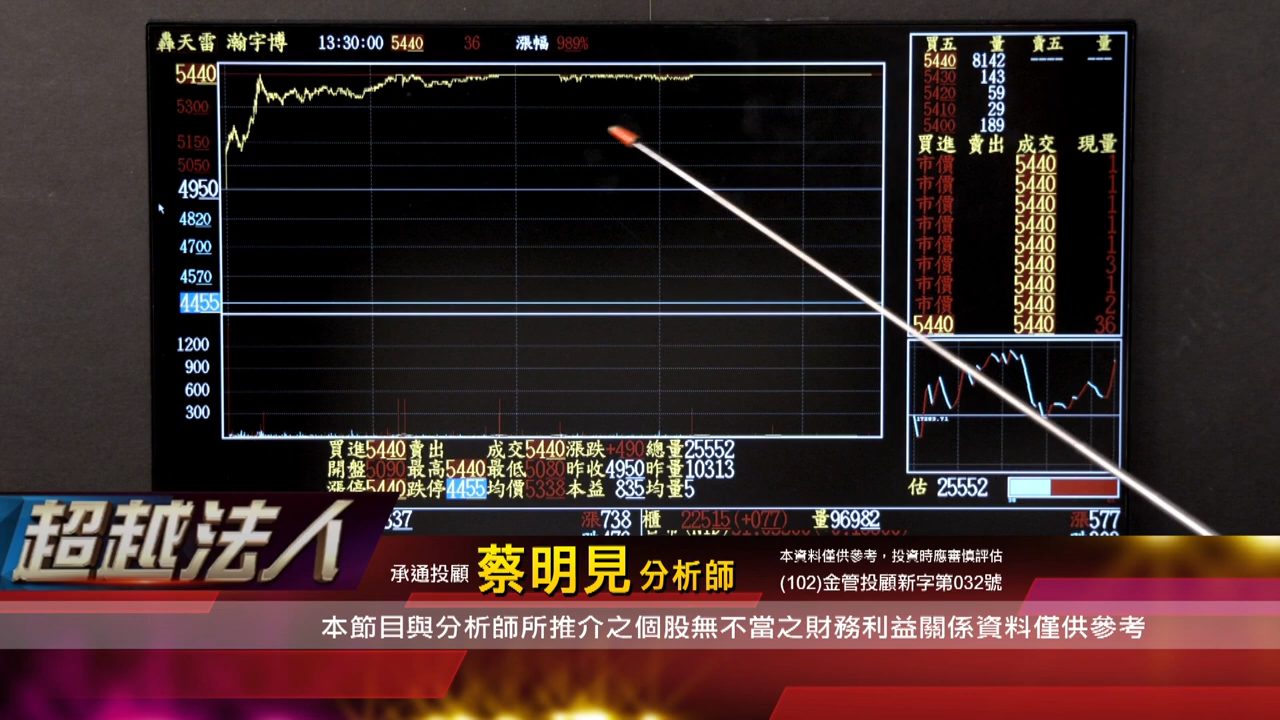 轟天雷 瀚宇博 13:30:00 5440 36 漲幅 989%
5440
5300
5150
5050
4950
4820
4700
4570
4455
1200
900
600
300
買五 量 賣五 量
5440 8142 ---- ---
5430 143
5420 59
5410 29
5400 189
買進 賣出 成交 現量
市價 5440 1
市價 5440 1
市價 5440 1
市價 5440 1
市價 5440 1
市價 5440 3
市價 5440 1
市價 5440 2
5440 5440 36
17283.71
估 25552
買進5440賣出 成交5440漲跌+490總量25552
開盤5090最高5440最低5080昨收4950昨量10313
漲停5440跌停4455均價5338本益 835均量5
漲738 櫃 22515(+077) 量96982 漲577
超越法人
承通投顧 蔡明見 分析師
本資料僅供參考，投資時應審慎評估
(102)金管投顧新字第032號
本節目與分析師所推介之個股無不當之財務利益關係資料僅供參考